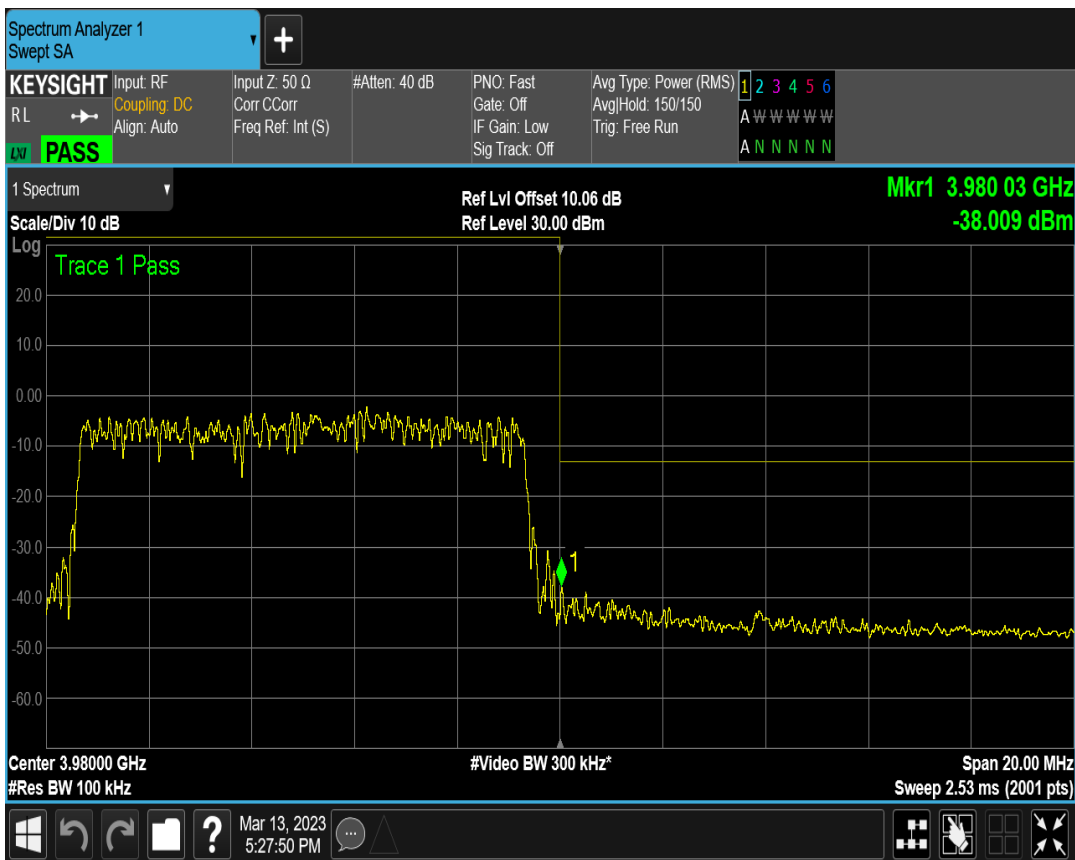 Spectrum Analyzer 1
Swept SA
+
KEYSIGHT Input: RF Input Z: 50 Ω #Atten: 40 dB PNO: Fast Avg Type: Power (RMS) 1 2 3 4 5 6
R L Coupling: DC Corr CCorr Gate: Off Avg|Hold: 150/150 A W W W W W
Align: Auto Freq Ref: Int (S) IF Gain: Low Trig: Free Run
LXI PASS Sig Track: Off A N N N N N
1 Spectrum Ref Lvl Offset 10.06 dB Mkr1 3.980 03 GHz
Scale/Div 10 dB Ref Level 30.00 dBm -38.009 dBm
Log
Trace 1 Pass
20.0
10.0
0.00
-10.0
-20.0
-30.0
1
-40.0
-50.0
-60.0
Center 3.98000 GHz #Video BW 300 kHz* Span 20.00 MHz
#Res BW 100 kHz Sweep 2.53 ms (2001 pts)
? Mar 13, 2023
5:27:50 PM